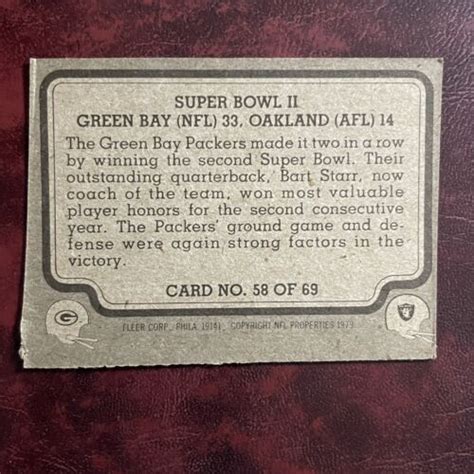 SUPER BOWL II
GREEN BAY (NFL) 33, OAKLAND (AFL) 14
The Green Bay Packers made it two in a row
by winning the second Super Bowl. Their
outstanding quarterback, Bart Starr, now
coach of the team, won most valuable
player honors for the second consecutive
year. The Packers' ground game and de-
fense were again strong factors in the
victory.
CARD NO. 58 OF 69
G
FLEER CORP., PHILA. 19141 COPYRIGHT NFL PROPERTIES 1979